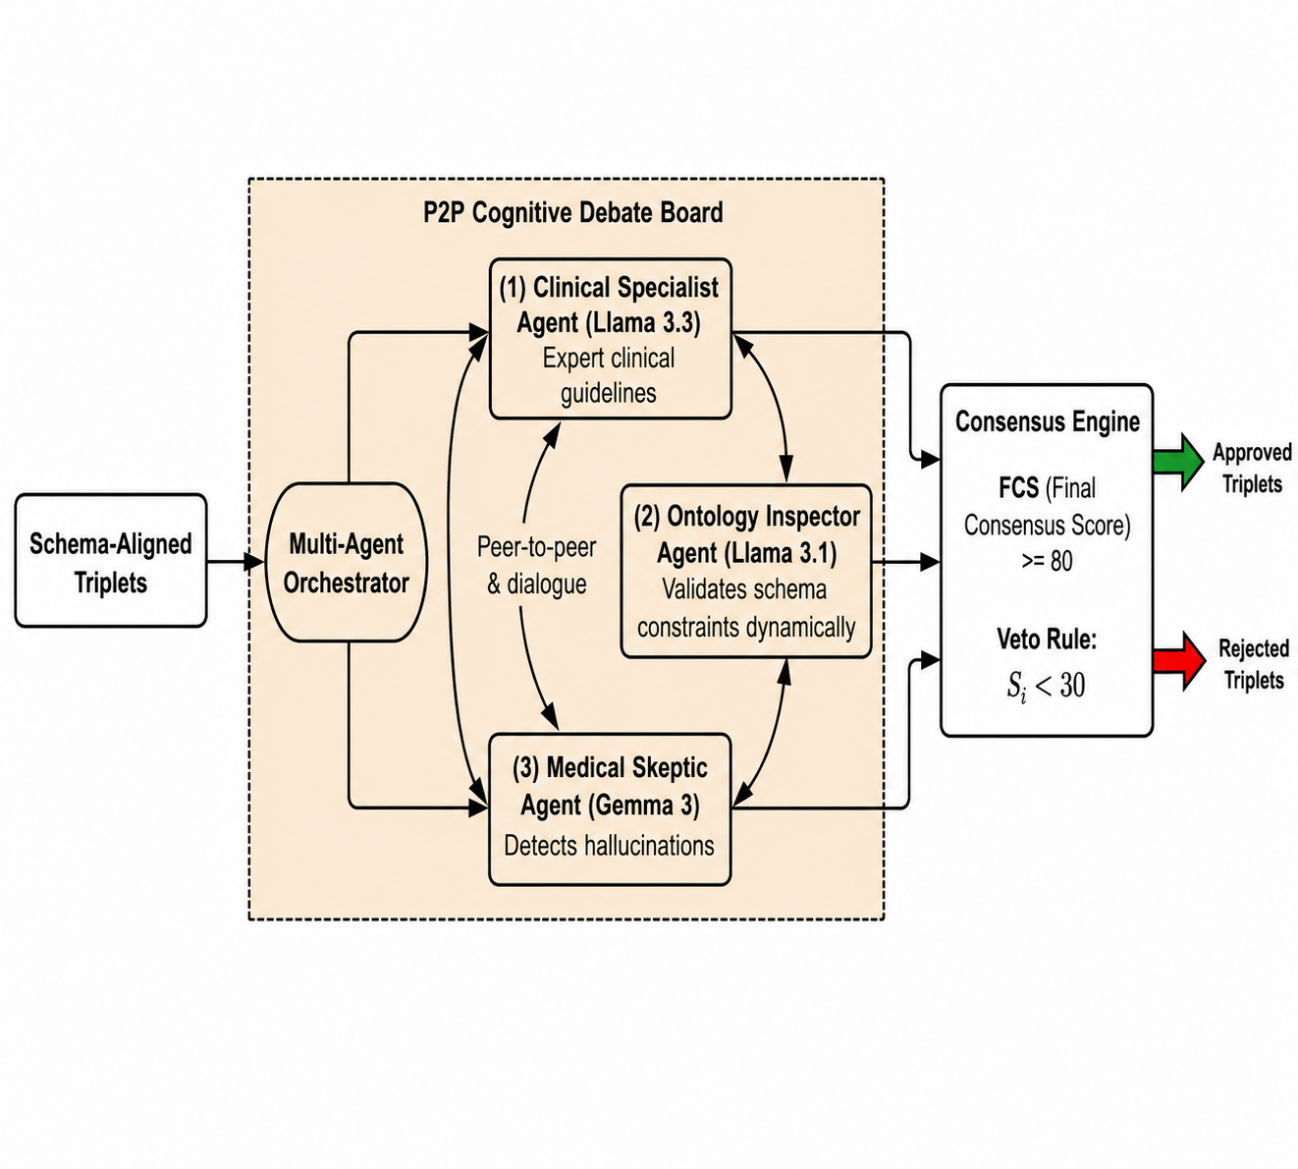 P2P Cognitive Debate Board
Schema-Aligned
Triplets
Multi-Agent
Orchestrator
(1) Clinical Specialist
Agent (Llama 3.3)
Expert clinical
guidelines
Peer-to-peer
& dialogue
(2) Ontology Inspector
Agent (Llama 3.1)
Validates schema
constraints dynamically
(3) Medical Skeptic
Agent (Gemma 3)
Detects hallucinations
Consensus Engine
FCS (Final
Consensus Score)
>= 80
Veto Rule:
S_i < 30
Approved
Triplets
Rejected
Triplets